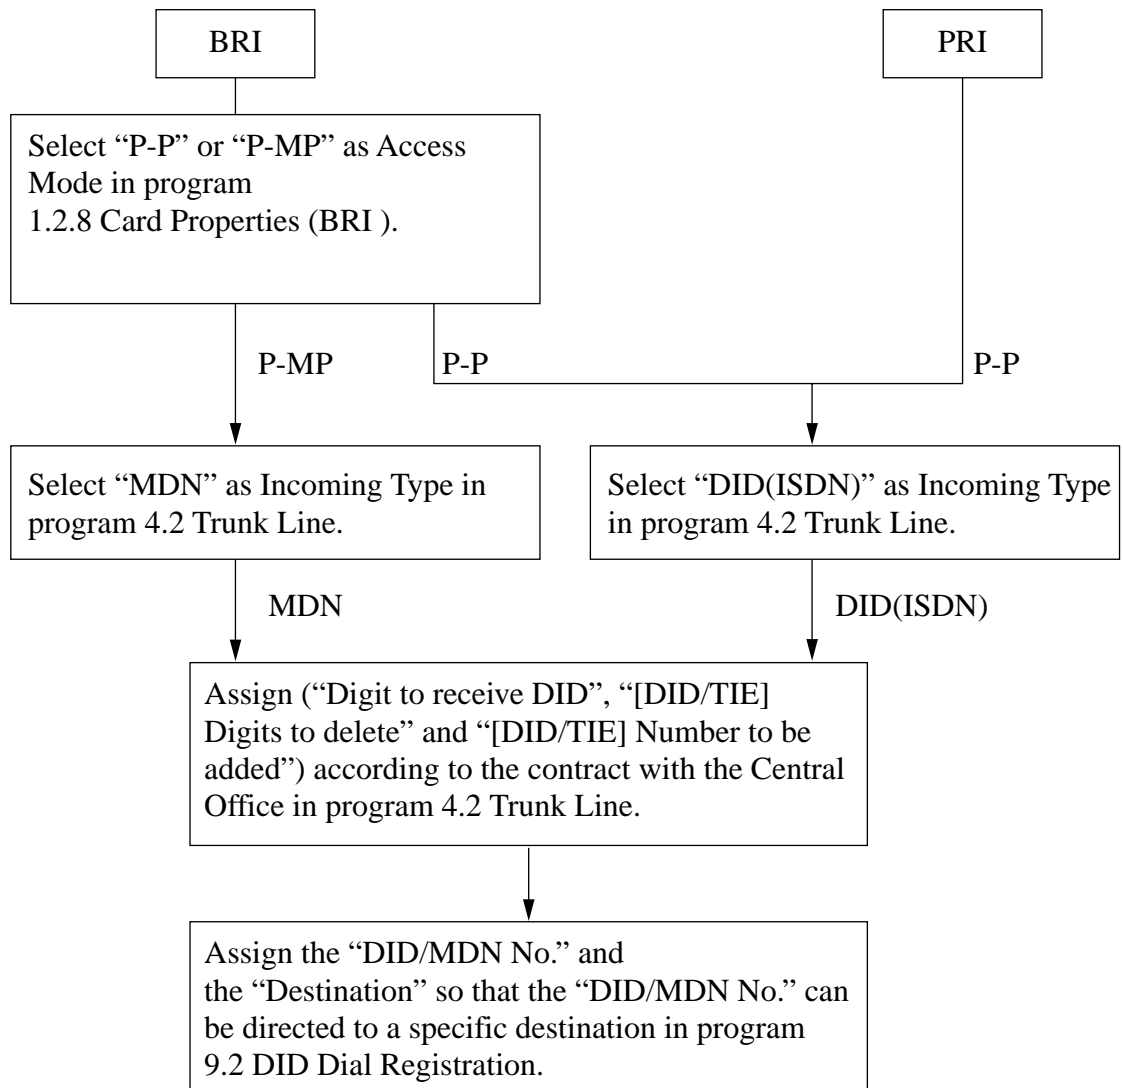 BRI
PRI
Select “P-P” or “P-MP” as Access
Mode in program
1.2.8 Card Properties (BRI ).
P-MP
P-P
P-P
Select “MDN” as Incoming Type in
program 4.2 Trunk Line.
Select “DID(ISDN)” as Incoming Type
in program 4.2 Trunk Line.
MDN
DID(ISDN)
Assign (“Digit to receive DID”, “[DID/TIE]
Digits to delete” and “[DID/TIE] Number to be
added”) according to the contract with the Central
Office in program 4.2 Trunk Line.
Assign the “DID/MDN No.” and
the “Destination” so that the “DID/MDN No.” can
be directed to a specific destination in program
9.2 DID Dial Registration.